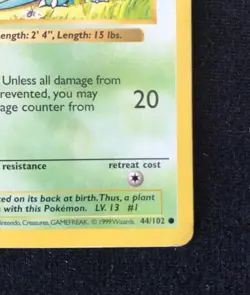 ength: 2' 4", Length: 15 lbs.
Unless all damage from
revented, you may
age counter from
20
resistance
retreat cost
ed on its back at birth. Thus, a plant
with this Pokémon. LV. 13 #1
Nintendo, Creatures, GAMEFREAK. © 1999 Wizards. 44/102